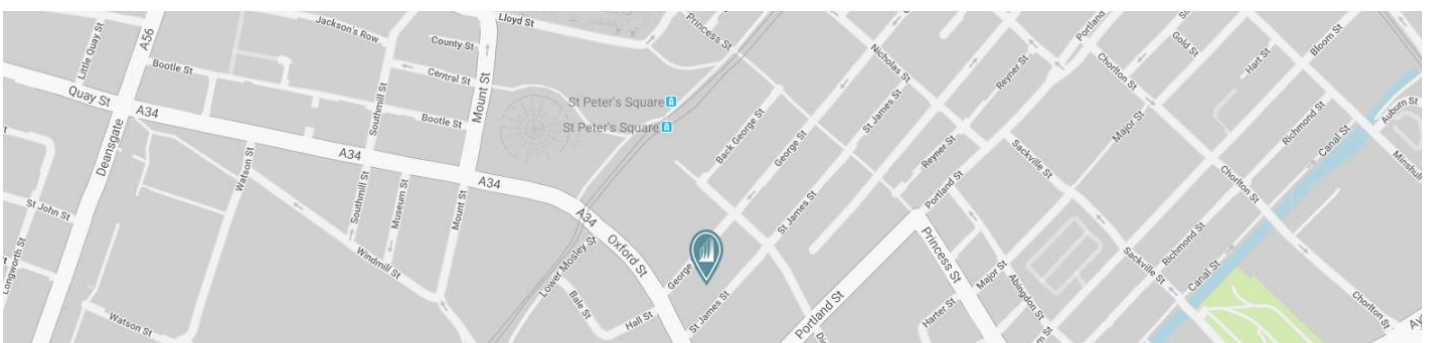 Little Quay St
A56
Jackson's Row
County St
Lloyd St
Princess St
Portland St
Gold St
Hart St
Bloom St
Bootle St
Central St
Mount St
Nicholas St
Reyner St
Chorlton St
Quay St
A34
Southmill St
Bootle St
St Peter's Square
St Peter's Square
Back George St
George St
St James St
Major St
Richmond St
Canal St
Auburn St
Deansgate
Watson St
A34
A34
Reyner St
Sackville St
Minshull
St John St
Southmill St
Museum St
Mount St
Portland St
Chorlton St
Longworth St
Windmill St
A34
Oxford St
Lower Mosley St
St James St
Princess St
Richmond St
George
Sackville St
Canal St
Watson St
Bale St
Hall St
St James St
Portland St
Major St
Abingdon St
Harter St
Chorlton St